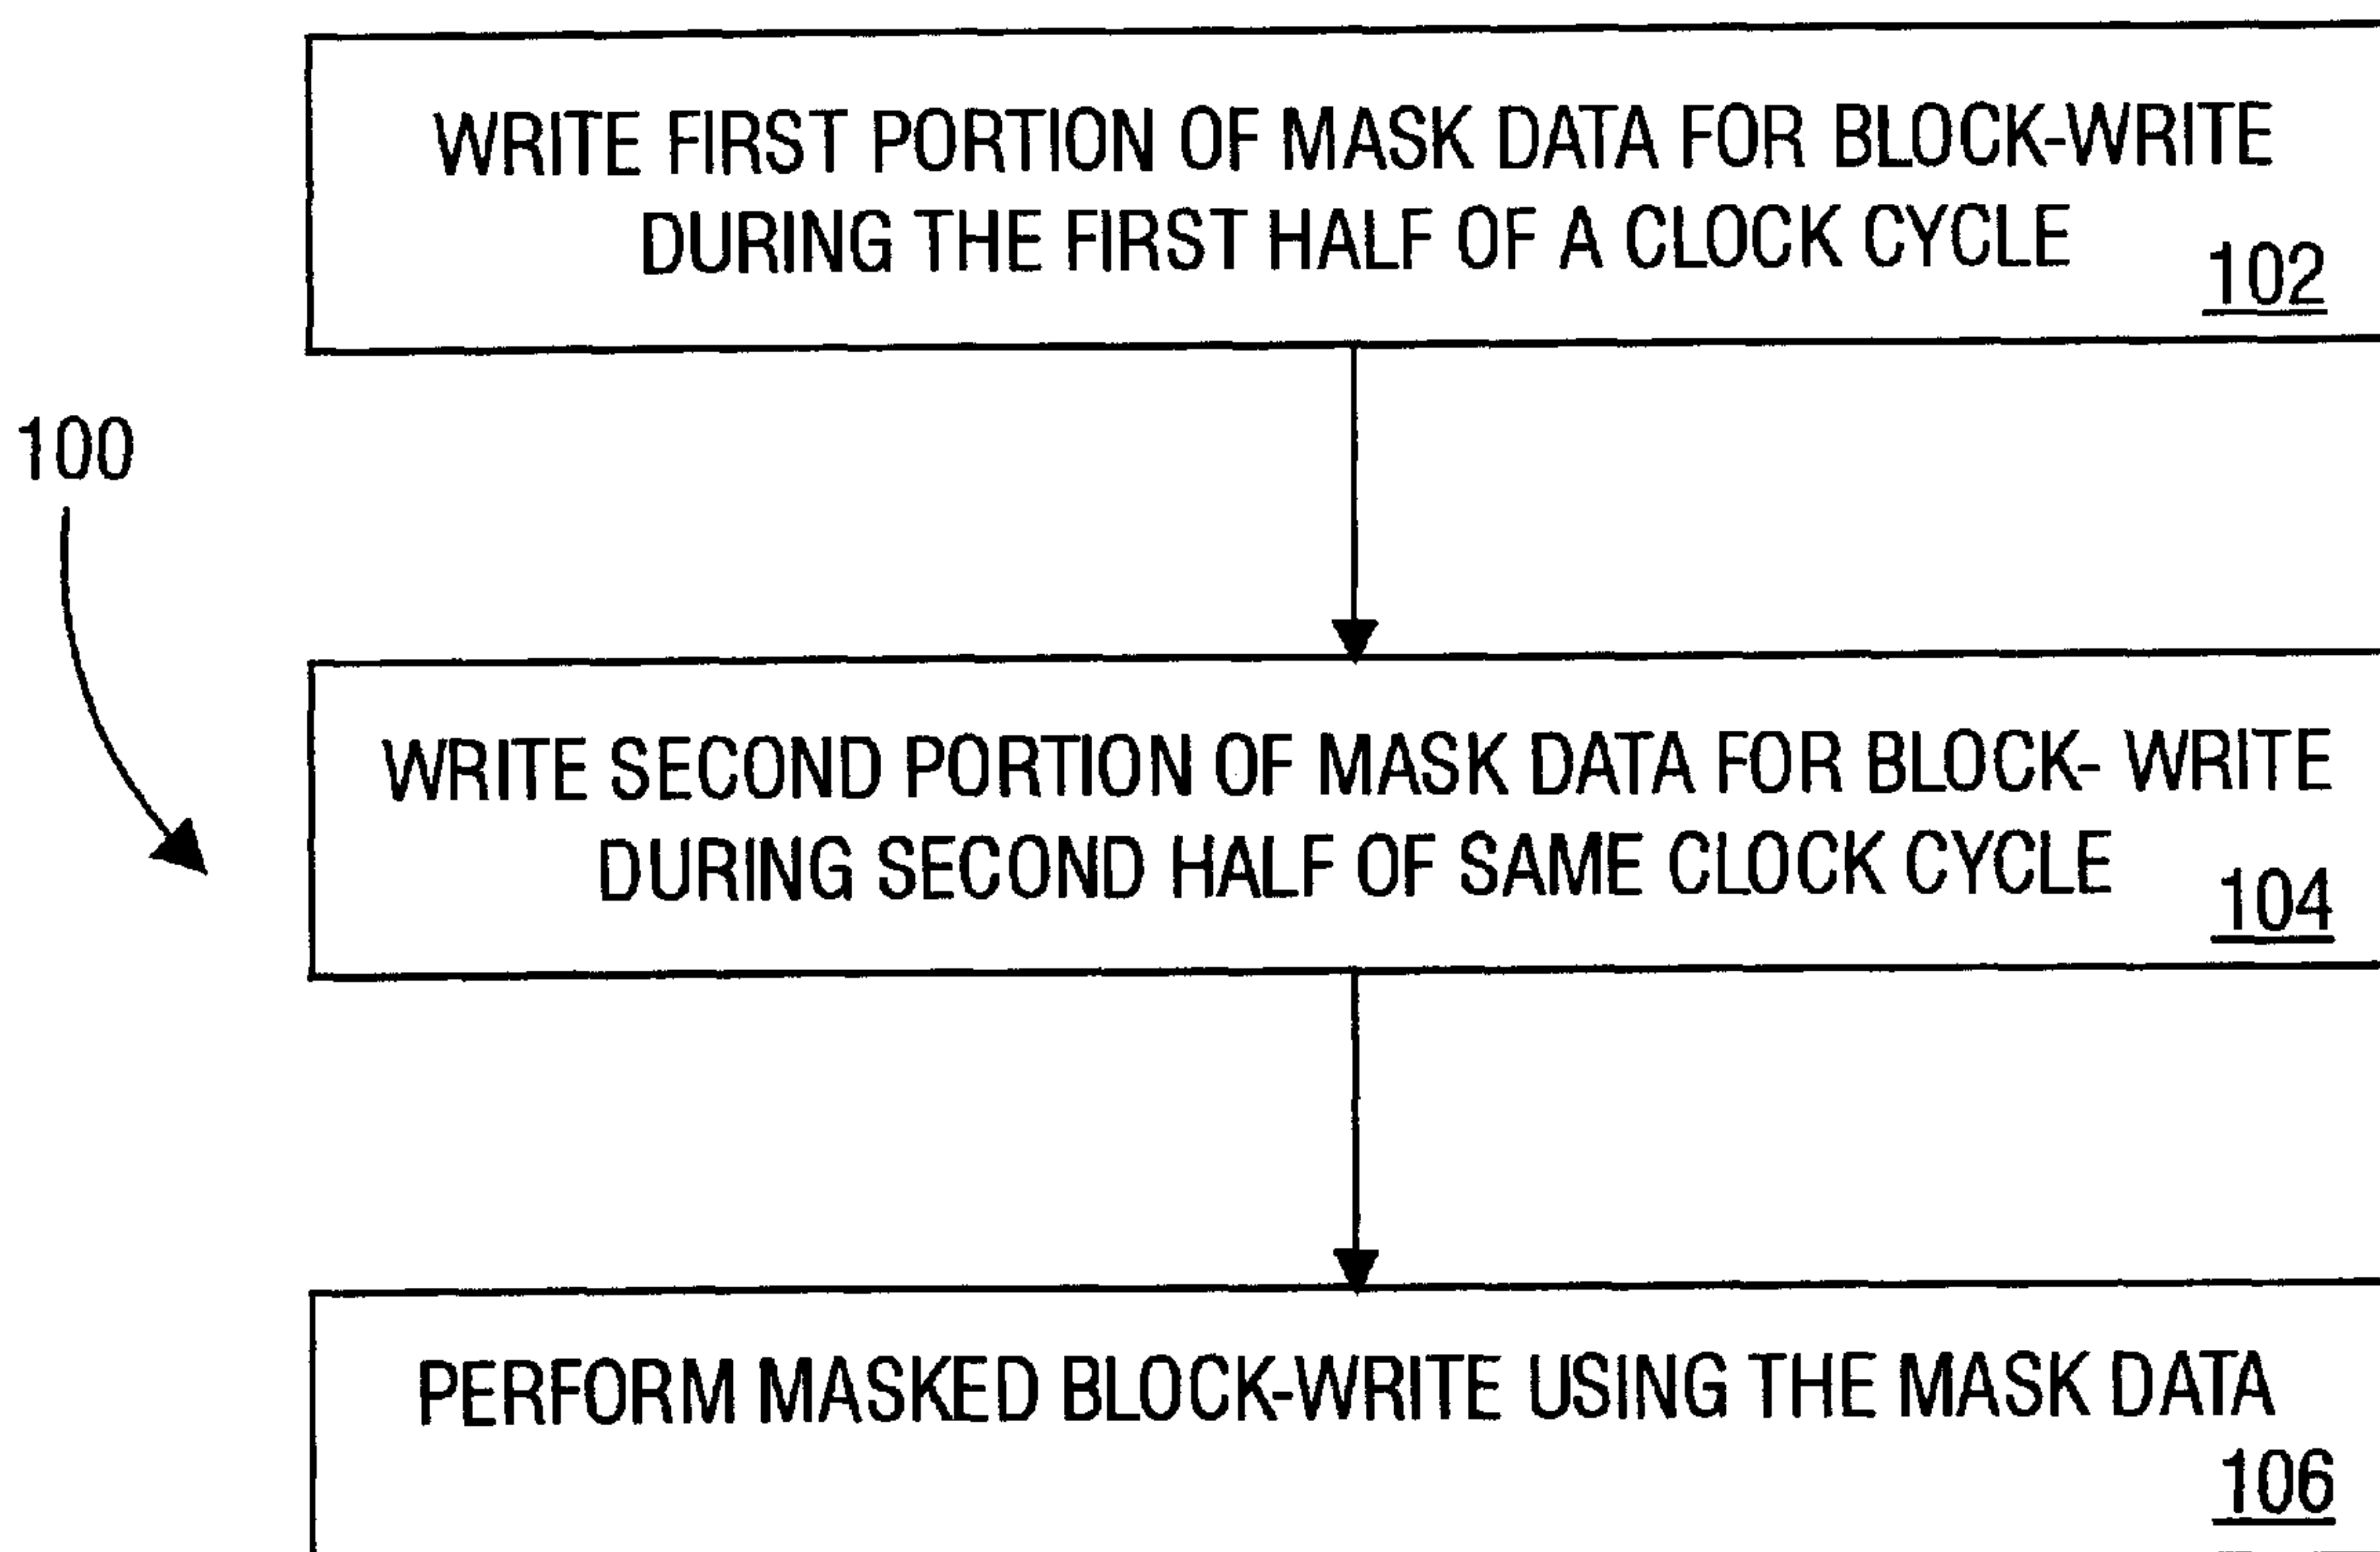 WRITE FIRST PORTION OF MASK DATA FOR BLOCK-WRITE
DURING THE FIRST HALF OF A CLOCK CYCLE
102
100
WRITE SECOND PORTION OF MASK DATA FOR BLOCK- WRITE
DURING SECOND HALF OF SAME CLOCK CYCLE
104
PERFORM MASKED BLOCK-WRITE USING THE MASK DATA
106